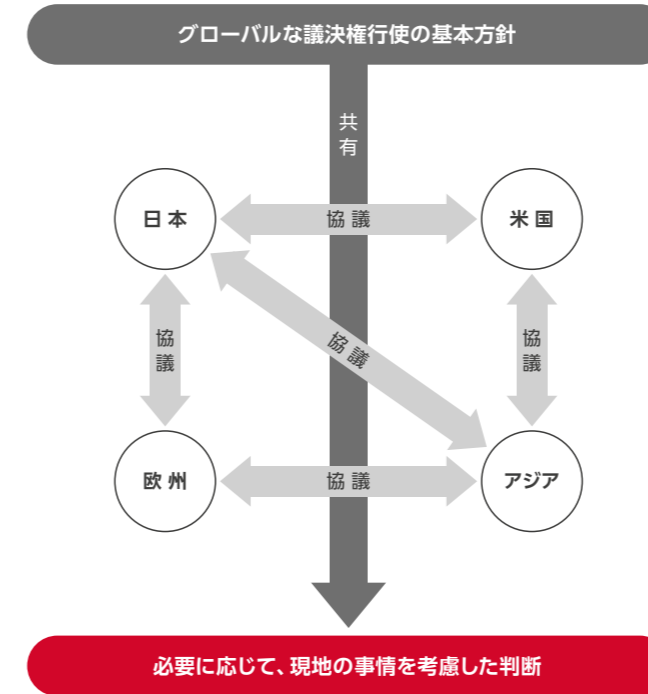 グローバルな議決権行使の基本方針
共有
日本
協議
米国
協議
協議
協議
欧州
協議
アジア
必要に応じて、現地の事情を考慮した判断